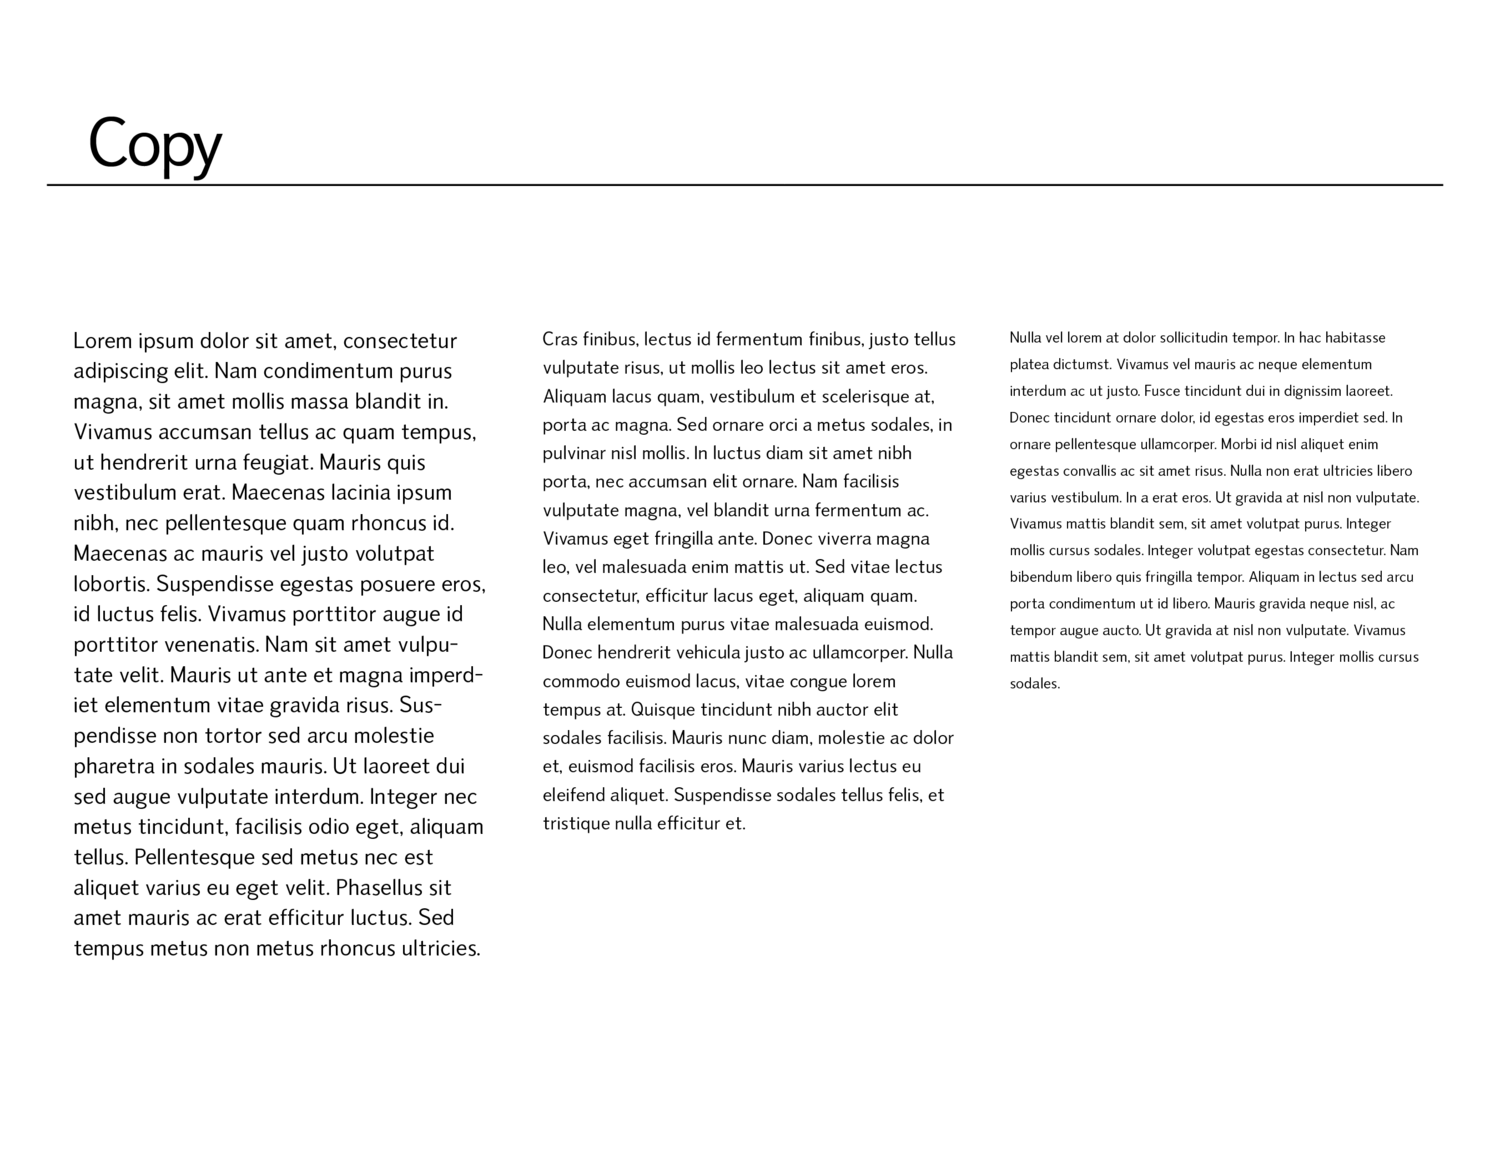 Copy
Lorem ipsum dolor sit amet, consectetur
adipiscing elit. Nam condimentum purus
magna, sit amet mollis massa blandit in.
Vivamus accumsan tellus ac quam tempus,
ut hendrerit urna feugiat. Mauris quis
vestibulum erat. Maecenas lacinia ipsum
nibh, nec pellentesque quam rhoncus id.
Maecenas ac mauris vel justo volutpat
lobortis. Suspendisse egestas posuere eros,
id luctus felis. Vivamus porttitor augue id
porttitor venenatis. Nam sit amet vulpu-
tate velit. Mauris ut ante et magna imperd-
iet elementum vitae gravida risus. Sus-
pendisse non tortor sed arcu molestie
pharetra in sodales mauris. Ut laoreet dui
sed augue vulputate interdum. Integer nec
metus tincidunt, facilisis odio eget, aliquam
tellus. Pellentesque sed metus nec est
aliquet varius eu eget velit. Phasellus sit
amet mauris ac erat efficitur luctus. Sed
tempus metus non metus rhoncus ultricies.
Cras finibus, lectus id fermentum finibus, justo tellus
vulputate risus, ut mollis leo lectus sit amet eros.
Aliquam lacus quam, vestibulum et scelerisque at,
porta ac magna. Sed ornare orci a metus sodales, in
pulvinar nisl mollis. In luctus diam sit amet nibh
porta, nec accumsan elit ornare. Nam facilisis
vulputate magna, vel blandit urna fermentum ac.
Vivamus eget fringilla ante. Donec viverra magna
leo, vel malesuada enim mattis ut. Sed vitae lectus
consectetur, efficitur lacus eget, aliquam quam.
Nulla elementum purus vitae malesuada euismod.
Donec hendrerit vehicula justo ac ullamcorper. Nulla
commodo euismod lacus, vitae congue lorem
tempus at. Quisque tincidunt nibh auctor elit
sodales facilisis. Mauris nunc diam, molestie ac dolor
et, euismod facilisis eros. Mauris varius lectus eu
eleifend aliquet. Suspendisse sodales tellus felis, et
tristique nulla efficitur et.
Nulla vel lorem at dolor sollicitudin tempor. In hac habitasse
platea dictumst. Vivamus vel mauris ac neque elementum
interdum ac ut justo. Fusce tincidunt dui in dignissim laoreet.
Donec tincidunt ornare dolor, id egestas eros imperdiet sed. In
ornare pellentesque ullamcorper. Morbi id nisl aliquet enim
egestas convallis ac sit amet risus. Nulla non erat ultricies libero
varius vestibulum. In a erat eros. Ut gravida at nisl non vulputate.
Vivamus mattis blandit sem, sit amet volutpat purus. Integer
mollis cursus sodales. Integer volutpat egestas consectetur. Nam
bibendum libero quis fringilla tempor. Aliquam in lectus sed arcu
porta condimentum ut id libero. Mauris gravida neque nisl, ac
tempor augue aucto. Ut gravida at nisl non vulputate. Vivamus
mattis blandit sem, sit amet volutpat purus. Integer mollis cursus
sodales.